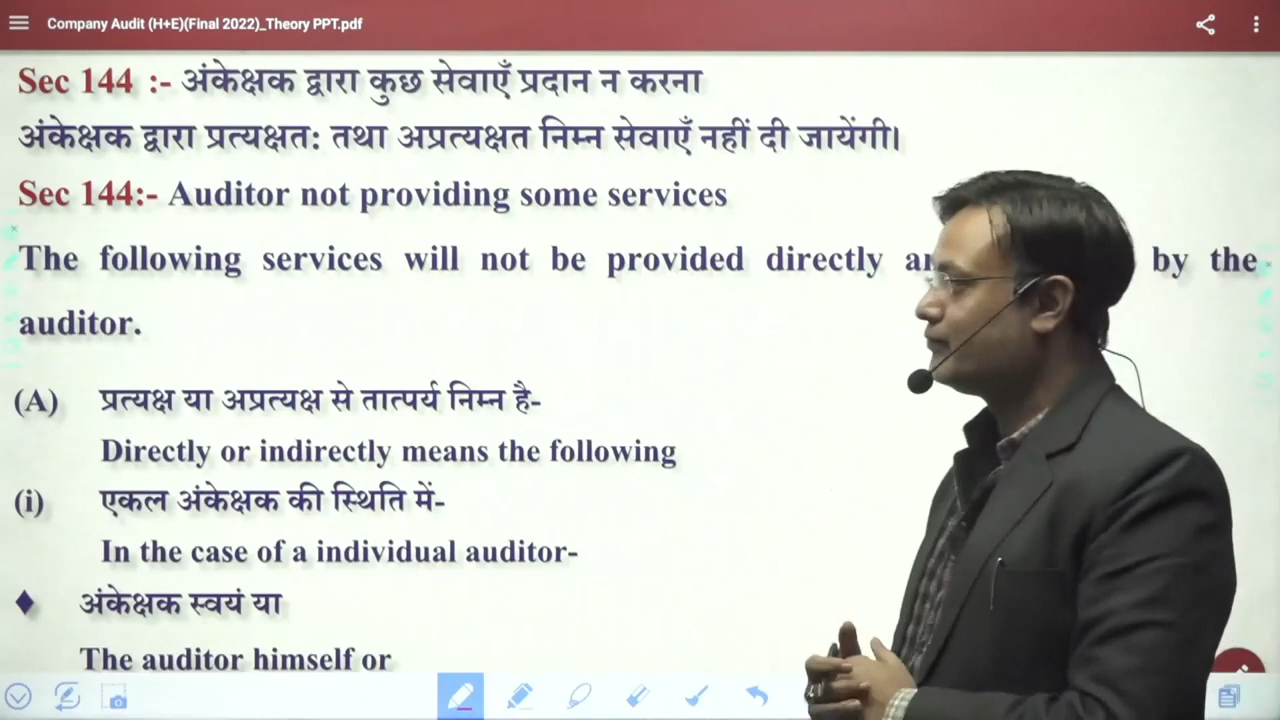 Company Audit (H+E)(Final 2022)_Theory PPT.pdf
Sec 144 :- अंकेक्षक द्वारा कुछ सेवाएँ प्रदान न करना
अंकेक्षक द्वारा प्रत्यक्षत: तथा अप्रत्यक्षत निम्न सेवाएँ नहीं दी जायेंगी।
Sec 144:- Auditor not providing some services
The following services will not be provided directly by the
auditor.
(A) प्रत्यक्ष या अप्रत्यक्ष से तात्पर्य निम्न है-
Directly or indirectly means the following
(i) एकल अंकेक्षक की स्थिति में-
In the case of a individual auditor-
अंकेक्षक स्वयं या
The auditor himself or